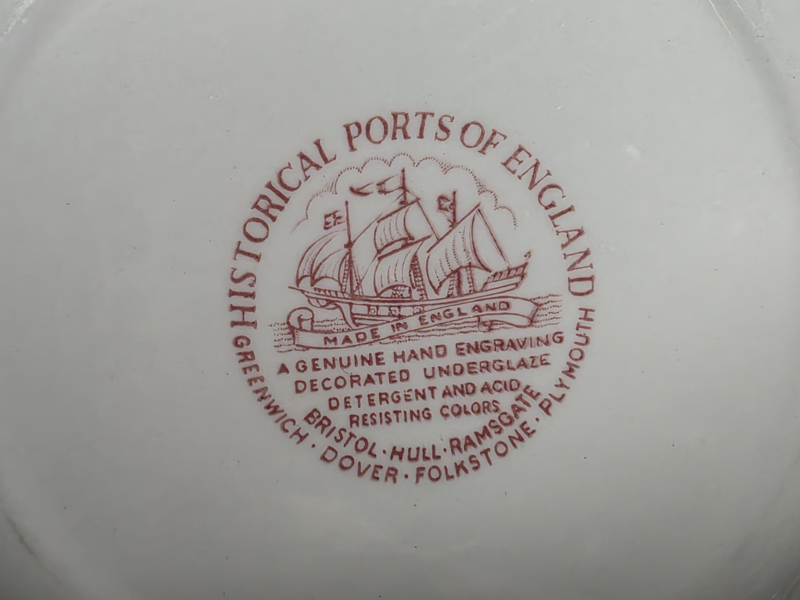 HISTORICAL PORTS OF ENGLAND
MADE IN ENGLAND
A GENUINE HAND ENGRAVING
DECORATED UNDERGLAZE
DETERGENT AND ACID
RESISTING COLORS
BRISTOL · HULL · RAMSGATE
GREENWICH · DOVER · FOLKSTONE · PLYMOUTH